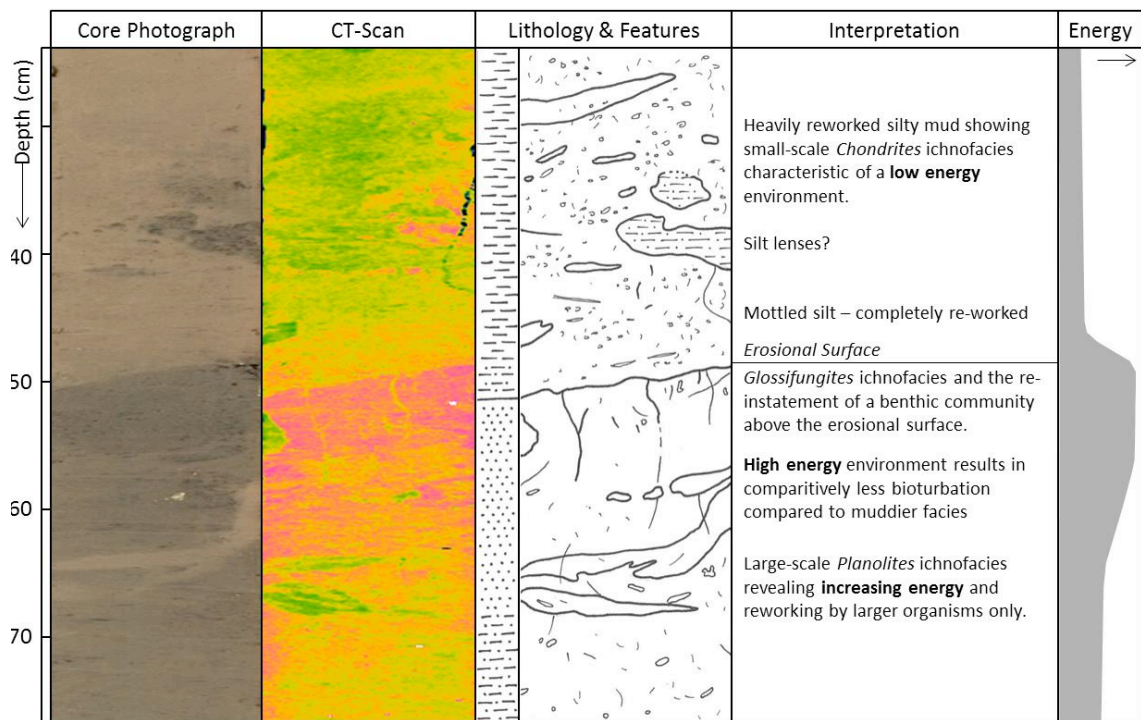 Core Photograph
CT-Scan
Lithology & Features
Interpretation
Energy
Depth (cm)
40
50
60
70
Heavily reworked silty mud showing
small-scale Chondrites ichnofacies
characteristic of a low energy
environment.
Silt lenses?
Mottled silt – completely re-worked
Erosional Surface
Glossifungites ichnofacies and the re-
instatement of a benthic community
above the erosional surface.
High energy environment results in
comparitively less bioturbation
compared to muddier facies
Large-scale Planolites ichnofacies
revealing increasing energy and
reworking by larger organisms only.